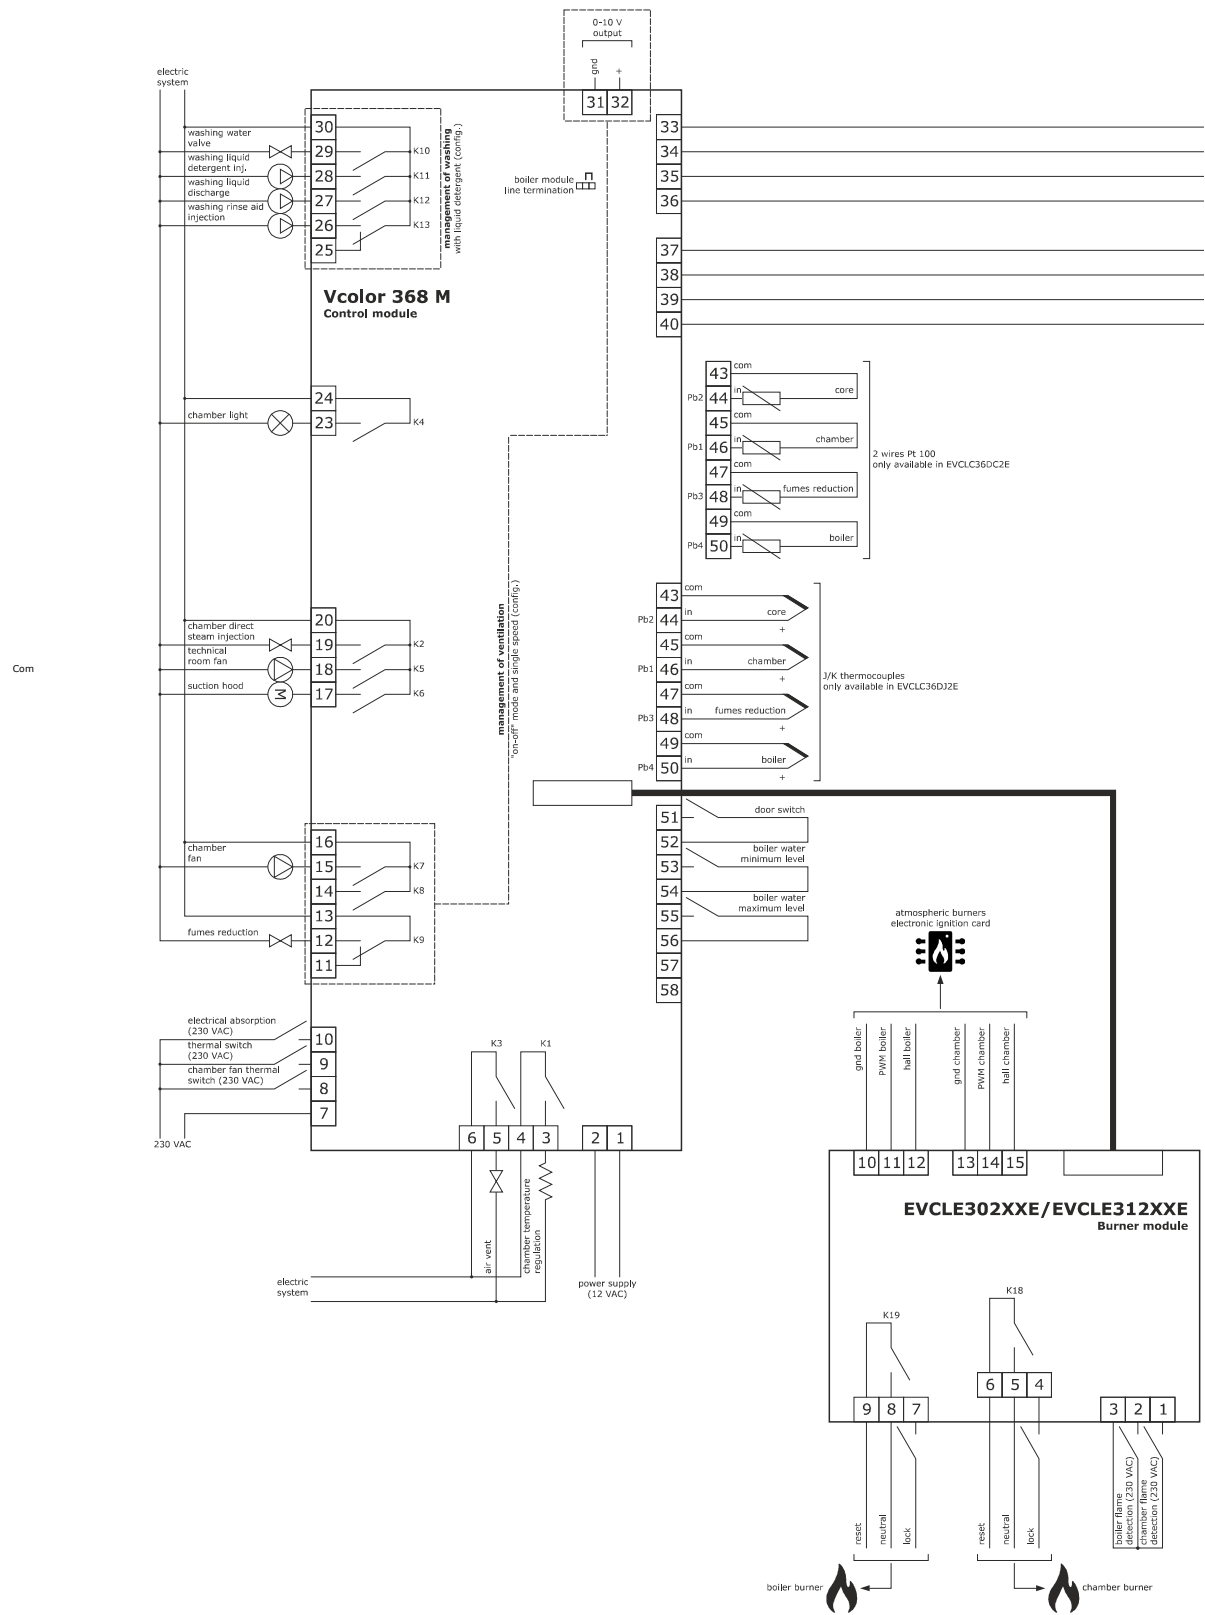 0-10 V
output
gnd
+
31 32
electric
system
30
washing water
valve
29
K10
washing liquid
detergent inj.
28
K11
washing liquid
discharge
27
K12
washing rinse aid
injection
26
K13
25
management of washing
with liquid detergent (config.)
boiler module
line termination
33
34
35
36
37
38
39
40
Vcolor 368 M
Control module
24
chamber light
23
K4
43 com
Pb2 44 in core
45 com
Pb1 46 in chamber
47 com
Pb3 48 in fumes reduction
49 com
Pb4 50 in boiler
2 wires Pt 100
only available in EVCLC36DC2E
43 com
Pb2 44 in core
+
45 com
Pb1 46 in chamber
+
47 com
Pb3 48 in fumes reduction
+
49 com
Pb4 50 in boiler
+
J/K thermocouples
only available in EVCLC36DJ2E
Com
20
chamber direct
steam injection
19
K2
technical
room fan
18
K5
suction hood
M
17
K6
management of ventilation
"on-off" mode and single speed (config.)
51 door switch
52
boiler water
minimum level
53
54
boiler water
maximum level
55
56
57
58
16
chamber
fan
15
K7
14
K8
13
fumes reduction
12
K9
11
electrical absorption
(230 VAC)
10
thermal switch
(230 VAC)
9
chamber fan thermal
switch (230 VAC)
8
7
230 VAC
K3
K1
6 5 4 3 2 1
air vent
chamber temperature
regulation
electric
system
power supply
(12 VAC)
atmospheric burners
electronic ignition card
gnd boiler
PWM boiler
hall boiler
gnd chamber
PWM chamber
hall chamber
10 11 12 13 14 15
EVCLE302XXE/EVCLE312XXE
Burner module
K18
K19
6 5 4
9 8 7
3 2 1
reset
neutral
lock
reset
neutral
lock
boiler flame
detection (230 VAC)
chamber flame
detection (230 VAC)
boiler burner
chamber burner